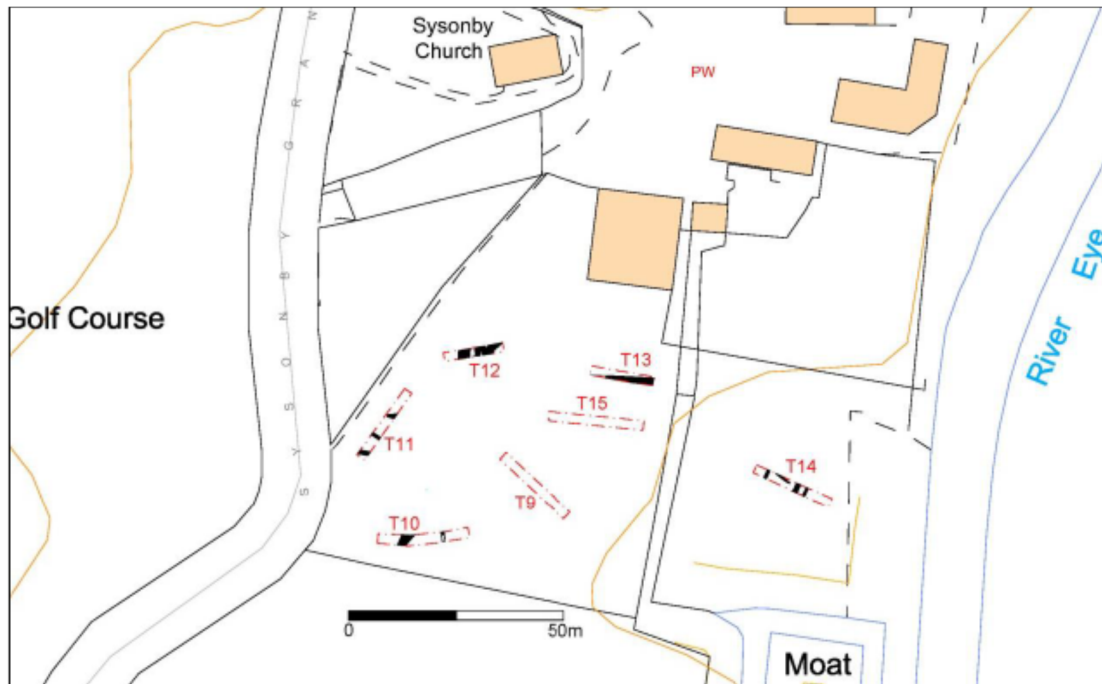 Sysonby
Church
PW
SYSONBY GRAN
River Eye
Golf Course
T12
T13
T15
T11
T14
T9
T10
0 50m
Moat